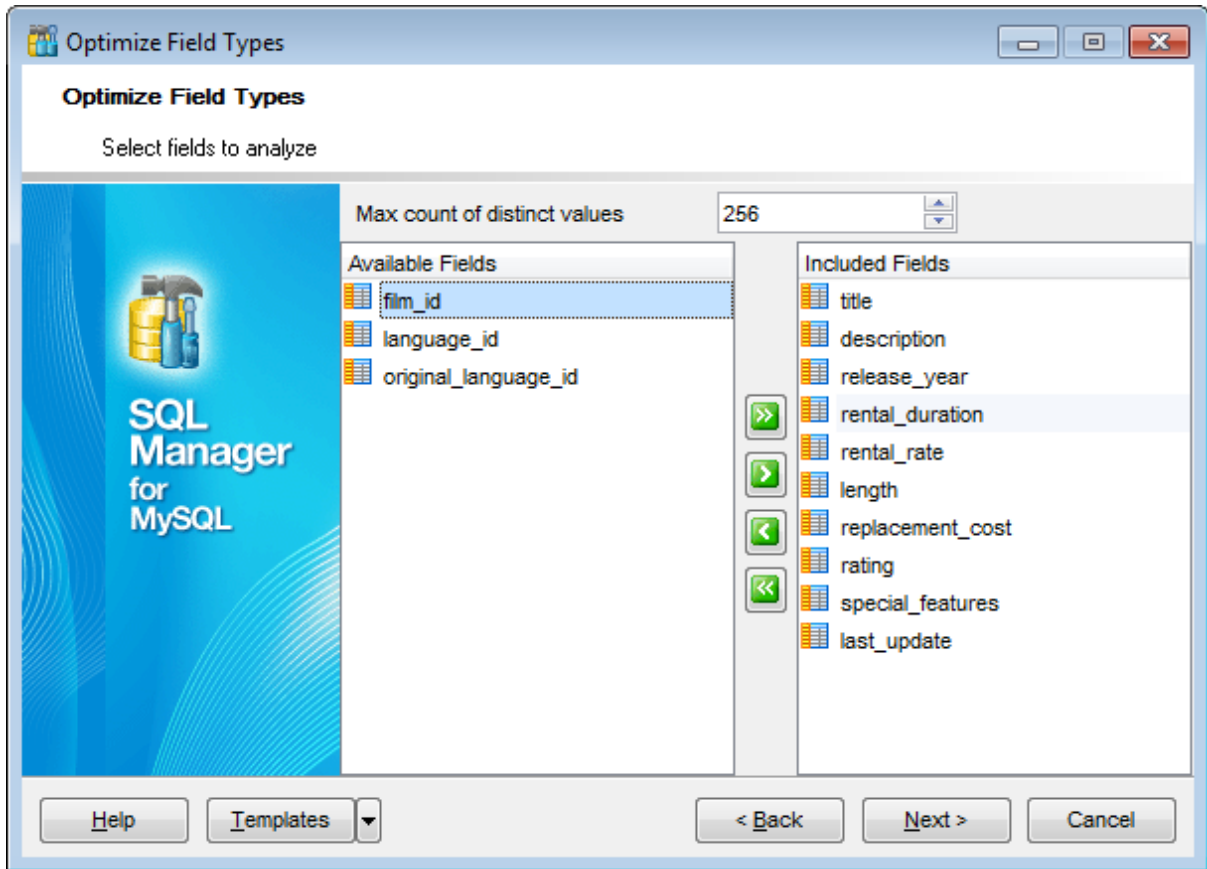 Optimize Field Types
Optimize Field Types
Select fields to analyze
Max count of distinct values 256
Available Fields
film_id
language_id
original_language_id
Included Fields
title
description
release_year
rental_duration
rental_rate
length
replacement_cost
rating
special_features
last_update
SQL
Manager
for
MySQL
Help Templates < Back Next > Cancel